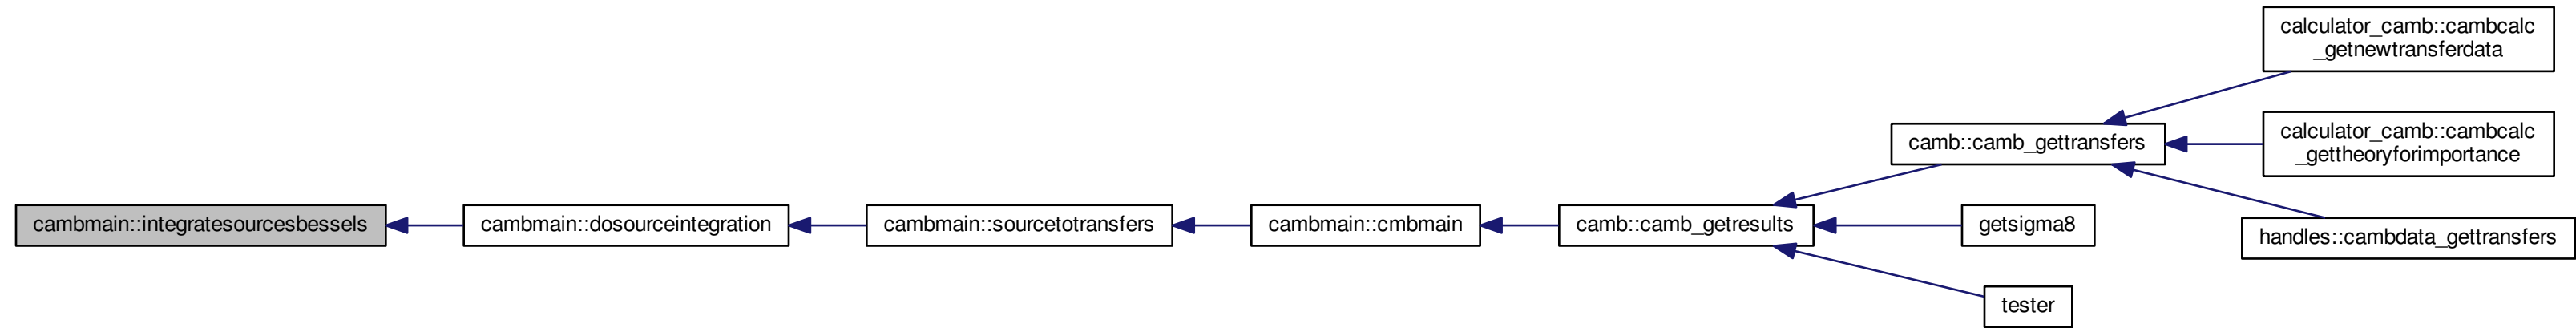 calculator_camb::cambcalc
_getnewtransferdata
calculator_camb::cambcalc
_gettheoryforimportance
camb::camb_gettransfers
cambmain::integratesourcesbessels
cambmain::dosourceintegration
cambmain::sourcetotransfers
cambmain::cmbmain
camb::camb_getresults
getsigma8
handles::cambdata_gettransfers
tester